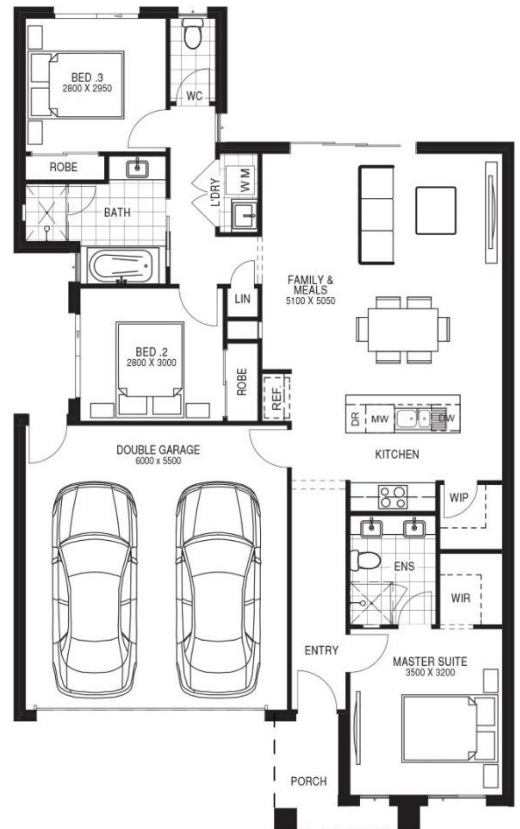 BED .3
2800 X 2950
WC
ROBE
L'DRY
W M
BATH
LIN
FAMILY &
MEALS
5100 X 5050
BED .2
2800 X 3000
ROBE
REF.
DR
MW
DW
DOUBLE GARAGE
6000 x 5500
KITCHEN
WIP
ENS
WIR
ENTRY
MASTER SUITE
3500 X 3200
PORCH